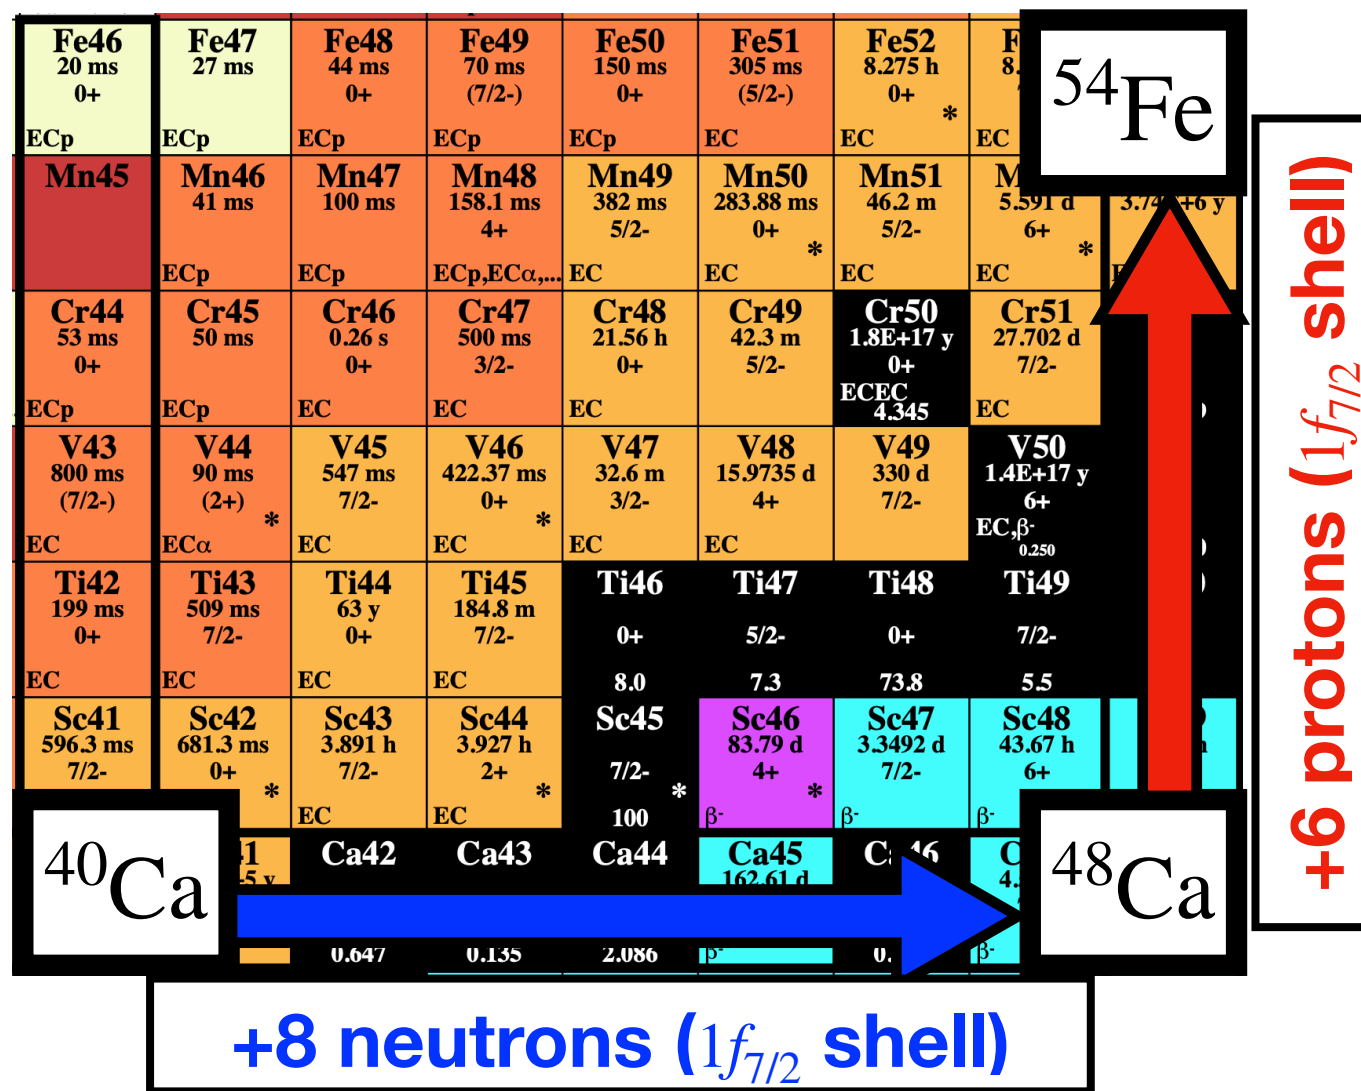 Fe46 Fe47 Fe48 Fe49 Fe50 Fe51 Fe52
20 ms 27 ms 44 ms 70 ms 150 ms 305 ms 8.275 h
0+ 0+ (7/2-) 0+ (5/2-) 0+
*
ECp ECp ECp ECp ECp EC EC EC
⁵⁴Fe
Mn45 Mn46 Mn47 Mn48 Mn49 Mn50 Mn51
41 ms 100 ms 158.1 ms 382 ms 283.88 ms 46.2 m 5.591 d
4+ 5/2- 0+ 5/2- 6+
* *
ECp ECp ECp,ECα,... EC EC EC EC
Cr44 Cr45 Cr46 Cr47 Cr48 Cr49 Cr50 Cr51
53 ms 50 ms 0.26 s 500 ms 21.56 h 42.3 m 1.8E+17 y 27.702 d
0+ 0+ 3/2- 0+ 5/2- 0+ 7/2-
ECp ECp EC EC EC ECEC EC
4.345
V43 V44 V45 V46 V47 V48 V49 V50
800 ms 90 ms 547 ms 422.37 ms 32.6 m 15.9735 d 330 d 1.4E+17 y
(7/2-) (2+) 7/2- 0+ 3/2- 4+ 7/2- 6+
* *
EC ECα EC EC EC EC EC,β-
0.250
Ti42 Ti43 Ti44 Ti45 Ti46 Ti47 Ti48 Ti49
199 ms 509 ms 63 y 184.8 m
0+ 7/2- 0+ 7/2- 0+ 5/2- 0+ 7/2-
EC EC EC EC 8.0 7.3 73.8 5.5
Sc41 Sc42 Sc43 Sc44 Sc45 Sc46 Sc47 Sc48
596.3 ms 681.3 ms 3.891 h 3.927 h 83.79 d 3.3492 d 43.67 h
7/2- 0+ 7/2- 2+ 7/2- 4+ 7/2- 6+
* * * *
EC EC 100 β- β- β-
⁴⁰Ca
Ca42 Ca43 Ca44 Ca45
162.61 d
0.647 0.135 2.086 β- β-
⁴⁸Ca
+6 protons (1f7/2 shell)
+8 neutrons (1f7/2 shell)